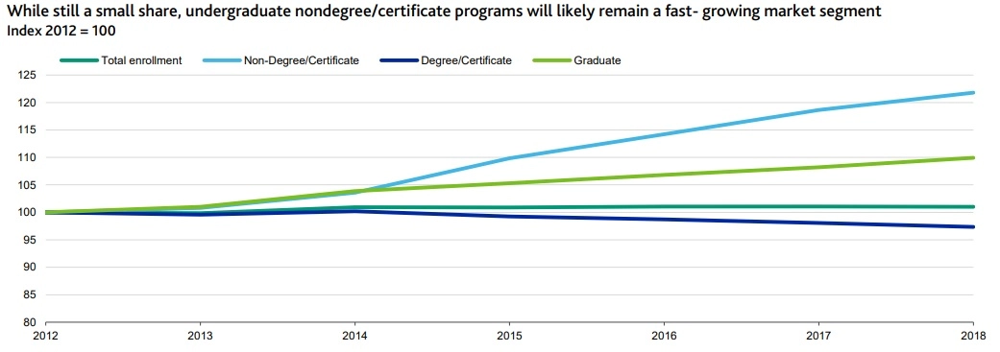 While still a small share, undergraduate nondegree/certificate programs will likely remain a fast- growing market segment
Index 2012 = 100
Total enrollment Non-Degree/Certificate Degree/Certificate Graduate
125
120
115
110
105
100
95
90
85
80
2012 2013 2014 2015 2016 2017 2018